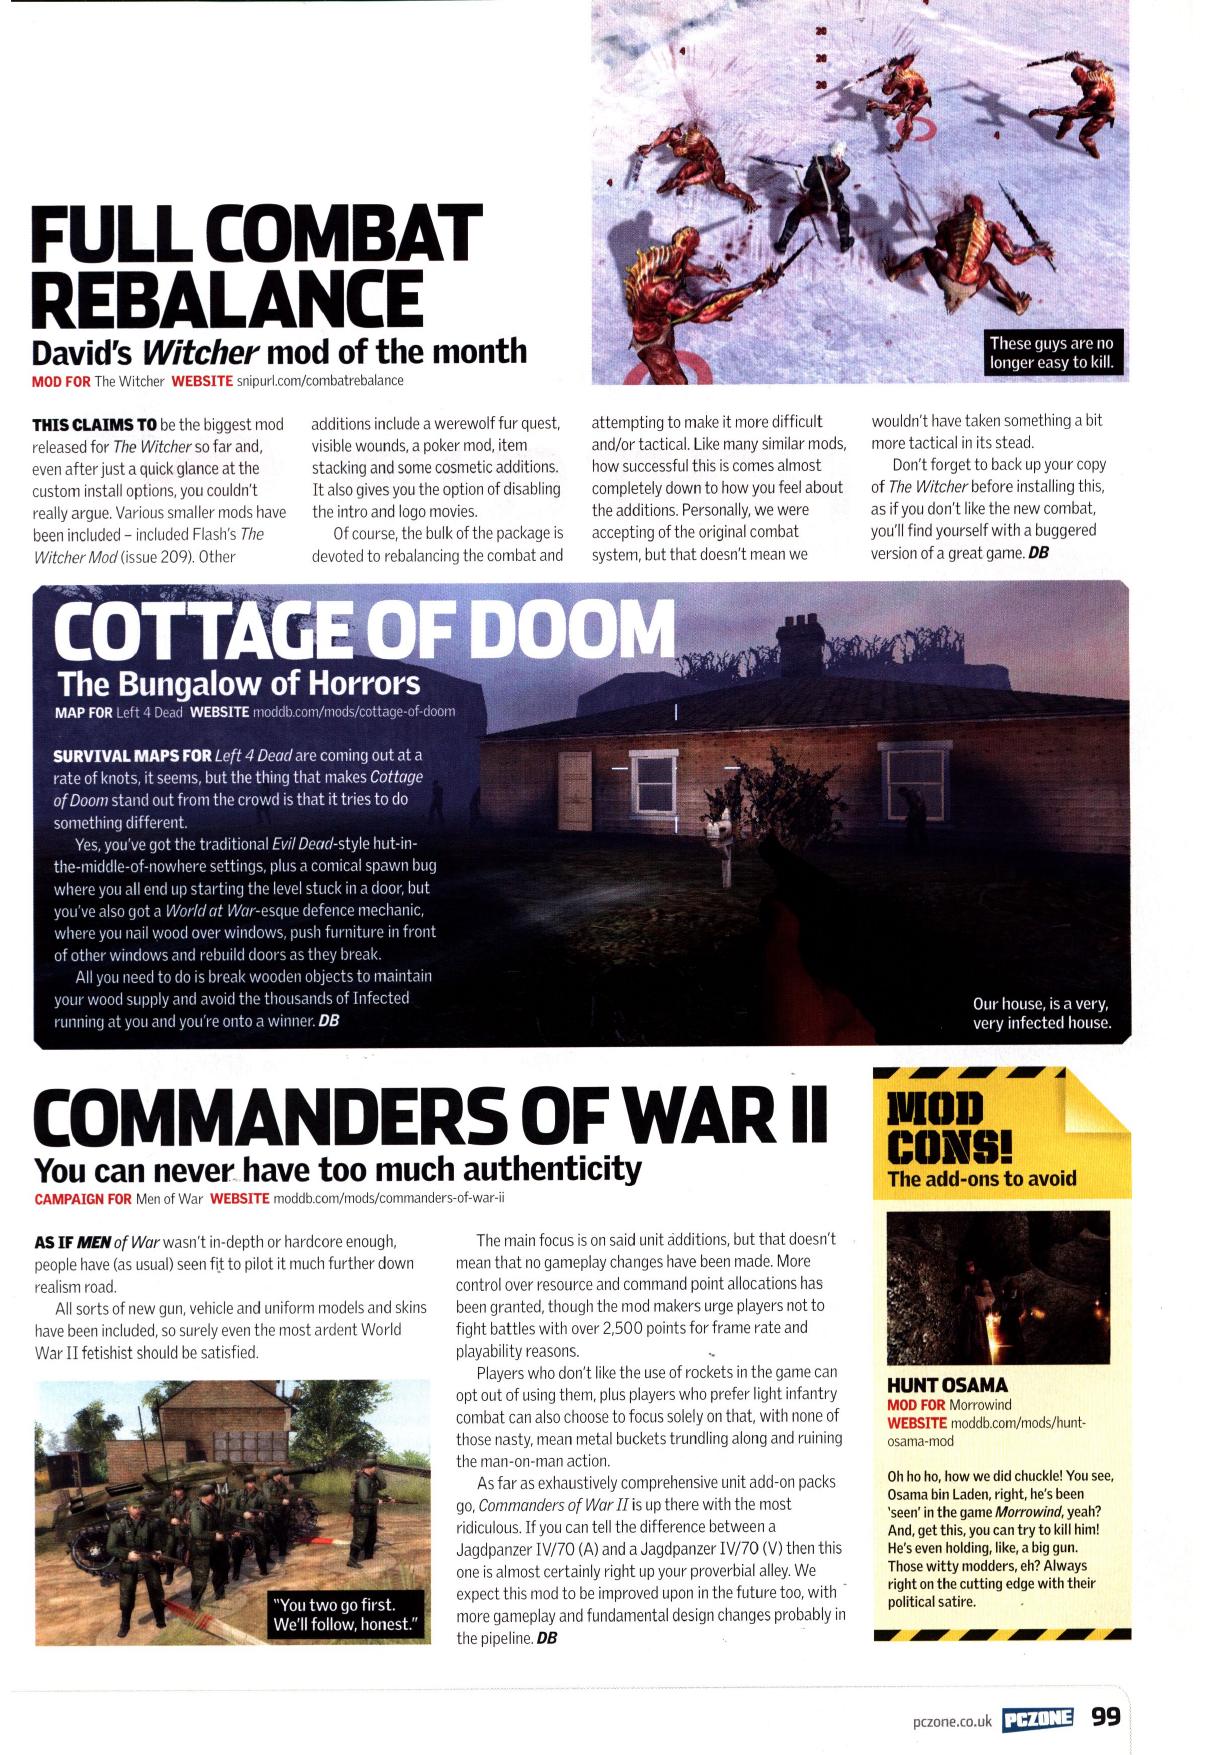 20
20
20
4
4
4
4
These guys are no
longer easy to kill.
FULL COMBAT
REBALANCE
David's Witcher mod of the month
MOD FOR The Witcher WEBSITE snipurl.com/combatrebalance
THIS CLAIMS TO be the biggest mod
released for The Witcher so far and,
even after just a quick glance at the
custom install options, you couldn't
really argue. Various smaller mods have
been included – included Flash's The
Witcher Mod (issue 209). Other
additions include a werewolf fur quest,
visible wounds, a poker mod, item
stacking and some cosmetic additions.
It also gives you the option of disabling
the intro and logo movies.
Of course, the bulk of the package is
devoted to rebalancing the combat and
attempting to make it more difficult
and/or tactical. Like many similar mods,
how successful this is comes almost
completely down to how you feel about
the additions. Personally, we were
accepting of the original combat
system, but that doesn't mean we
wouldn't have taken something a bit
more tactical in its stead.
Don't forget to back up your copy
of The Witcher before installing this,
as if you don't like the new combat,
you'll find yourself with a buggered
version of a great game. DB
COTTAGE OF DOOM
The Bungalow of Horrors
MAP FOR Left 4 Dead WEBSITE moddb.com/mods/cottage-of-doom
SURVIVAL MAPS FOR Left 4 Dead are coming out at a
rate of knots, it seems, but the thing that makes Cottage
of Doom stand out from the crowd is that it tries to do
something different.
Yes, you've got the traditional Evil Dead-style hut-in-
the-middle-of-nowhere settings, plus a comical spawn bug
where you all end up starting the level stuck in a door, but
you've also got a World at War-esque defence mechanic,
where you nail wood over windows, push furniture in front
of other windows and rebuild doors as they break.
All you need to do is break wooden objects to maintain
your wood supply and avoid the thousands of Infected
running at you and you're onto a winner. DB
Our house, is a very,
very infected house.
COMMANDERS OF WAR II
You can never have too much authenticity
CAMPAIGN FOR Men of War WEBSITE moddb.com/mods/commanders-of-war-ii
AS IF MEN of War wasn't in-depth or hardcore enough,
people have (as usual) seen fit to pilot it much further down
realism road.
All sorts of new gun, vehicle and uniform models and skins
have been included, so surely even the most ardent World
War II fetishist should be satisfied.
"You two go first.
We'll follow, honest."
The main focus is on said unit additions, but that doesn't
mean that no gameplay changes have been made. More
control over resource and command point allocations has
been granted, though the mod makers urge players not to
fight battles with over 2,500 points for frame rate and
playability reasons.
Players who don't like the use of rockets in the game can
opt out of using them, plus players who prefer light infantry
combat can also choose to focus solely on that, with none of
those nasty, mean metal buckets trundling along and ruining
the man-on-man action.
As far as exhaustively comprehensive unit add-on packs
go, Commanders of War II is up there with the most
ridiculous. If you can tell the difference between a
Jagdpanzer IV/70 (A) and a Jagdpanzer IV/70 (V) then this
one is almost certainly right up your proverbial alley. We
expect this mod to be improved upon in the future too, with
more gameplay and fundamental design changes probably in
the pipeline. DB
MOD
CONS!
The add-ons to avoid
HUNT OSAMA
MOD FOR Morrowind
WEBSITE moddb.com/mods/hunt-
osama-mod
Oh ho ho, how we did chuckle! You see,
Osama bin Laden, right, he's been
'seen' in the game Morrowind, yeah?
And, get this, you can try to kill him!
He's even holding, like, a big gun.
Those witty modders, eh? Always
right on the cutting edge with their
political satire.
pczone.co.uk PCZONE 99